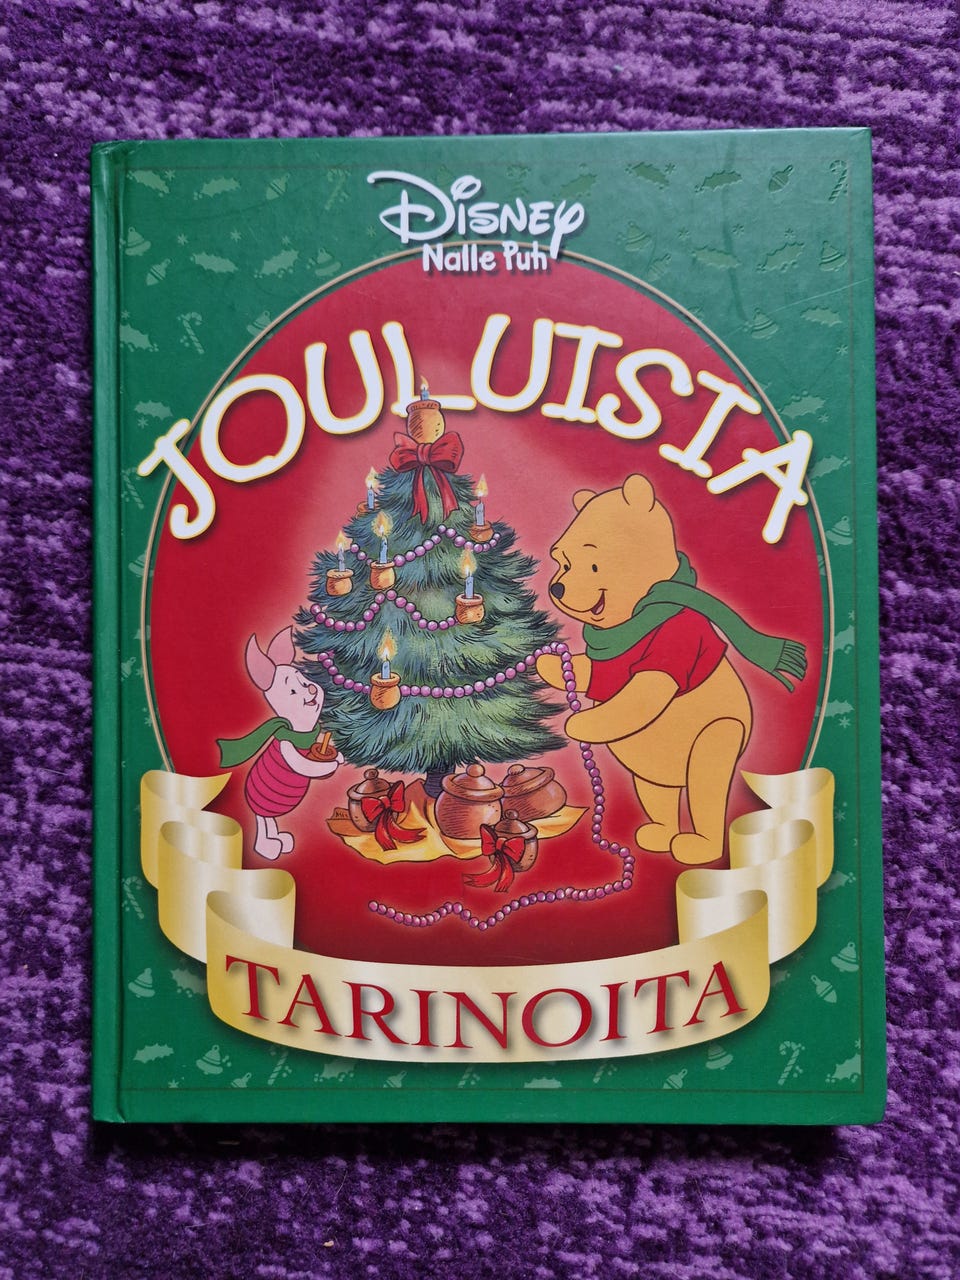 Disney
Nalle Puh
JOULUISIA
TARINOITA